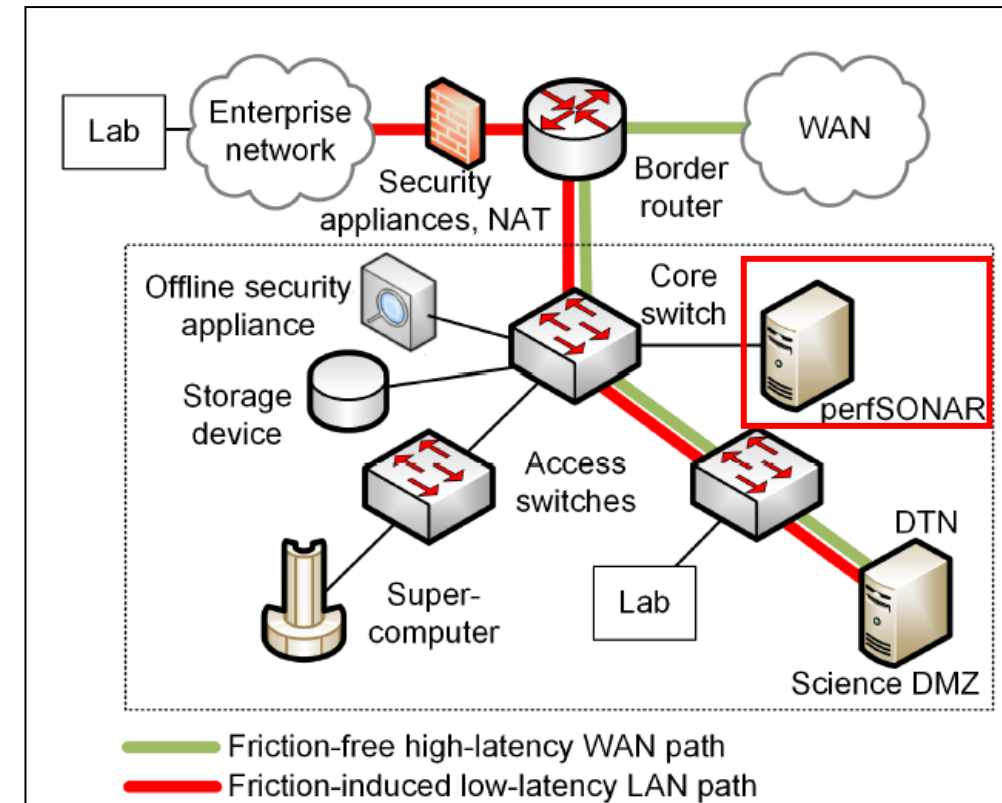 Lab
Enterprise
network
WAN
Security
appliances, NAT
Border
router
Offline security
appliance
Core
switch
perfSONAR
Storage
device
Access
switches
DTN
Super-
computer
Lab
Science DMZ
Friction-free high-latency WAN path
Friction-induced low-latency LAN path